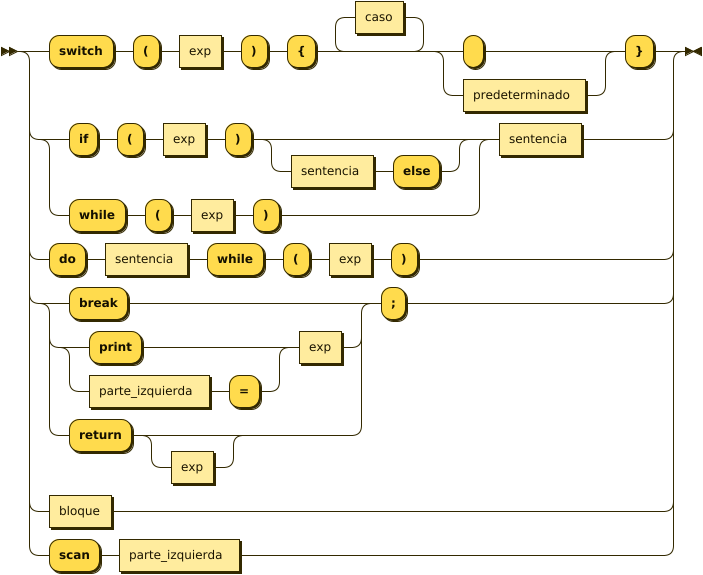 caso
switch ( exp ) { }
predeterminado
if ( exp ) sentencia
sentencia else
while ( exp )
do sentencia while ( exp )
break ;
print exp
parte_izquierda =
return
exp
bloque
scan parte_izquierda